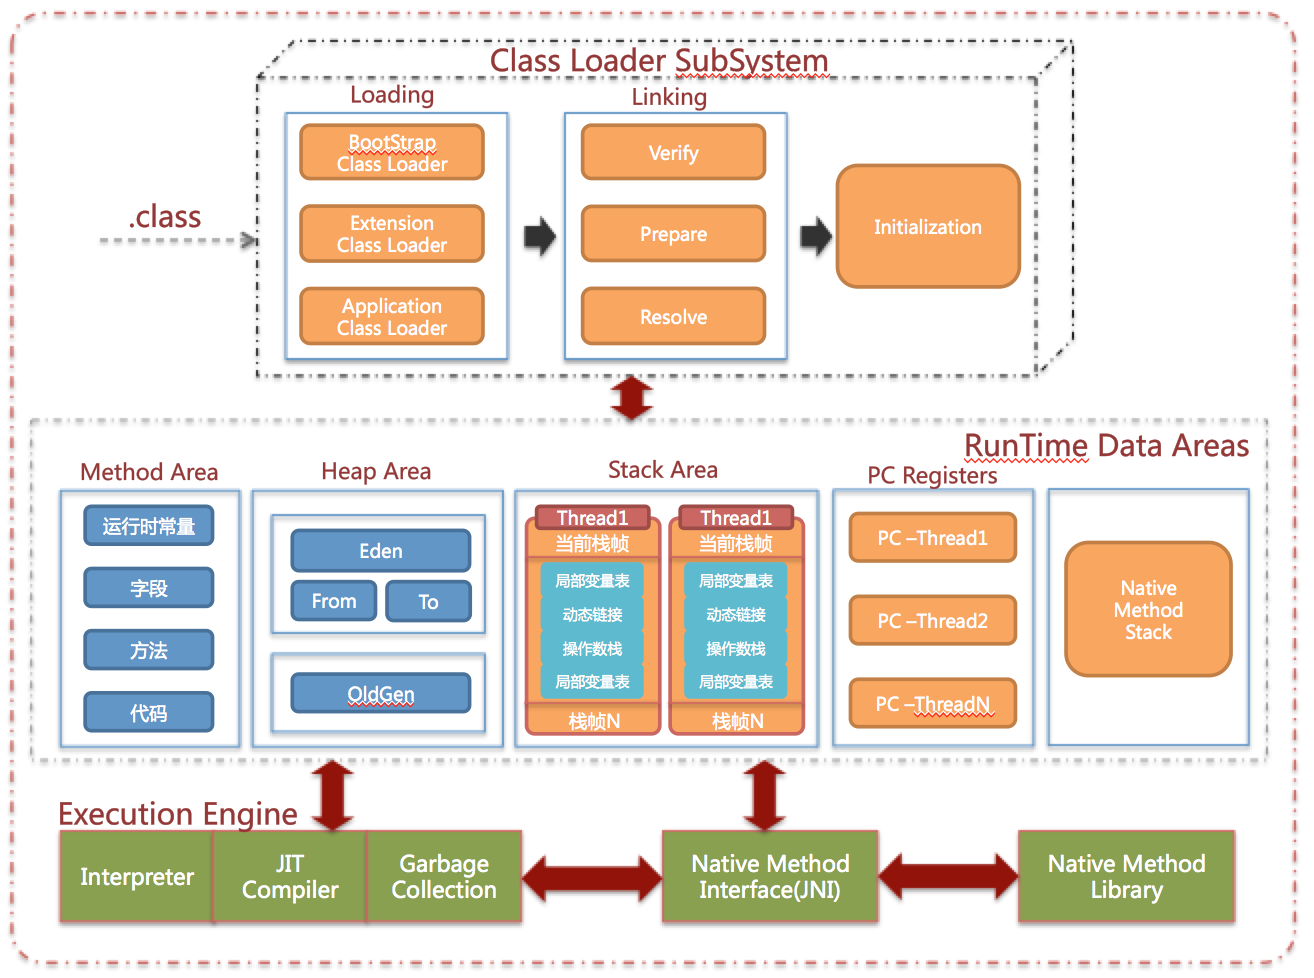 Class Loader SubSystem
Loading
Linking
BootStrap
Class Loader
Extension
Class Loader
Application
Class Loader
Verify
Prepare
Resolve
Initialization
.class
RunTime Data Areas
Method Area
Heap Area
Stack Area
PC Registers
运行时常量
字段
方法
代码
Eden
From
To
OldGen
Thread1
当前栈帧
局部变量表
动态链接
操作数栈
局部变量表
栈帧N
Thread1
当前栈帧
局部变量表
动态链接
操作数栈
局部变量表
栈帧N
PC –Thread1
PC –Thread2
PC –ThreadN
Native
Method
Stack
Execution Engine
Interpreter
JIT
Compiler
Garbage
Collection
Native Method
Interface(JNI)
Native Method
Library